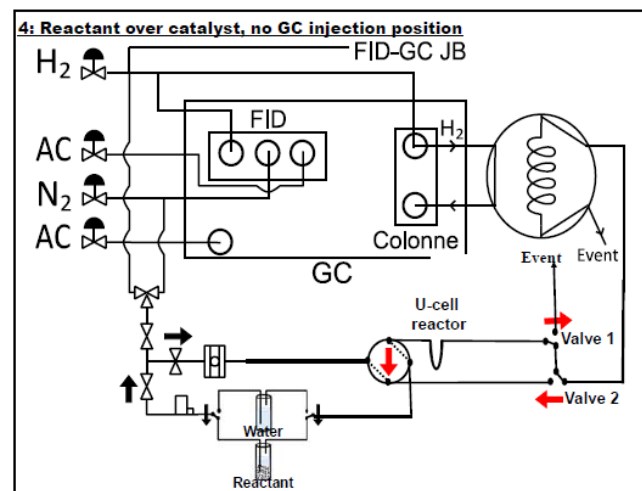 4: Reactant over catalyst, no GC injection position
FID-GC JB
H2
FID
H2
AC
N2
AC
Colonne
GC
Event
Event
U-cell
reactor
Valve 1
Valve 2
Water
Reactant